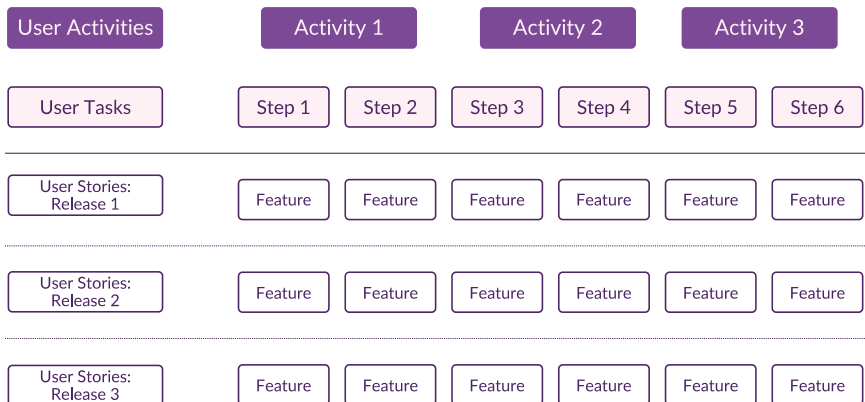 User Activities
Activity 1
Activity 2
Activity 3
User Tasks
Step 1
Step 2
Step 3
Step 4
Step 5
Step 6
User Stories:
Release 1
Feature
Feature
Feature
Feature
Feature
Feature
User Stories:
Release 2
Feature
Feature
Feature
Feature
Feature
Feature
User Stories:
Release 3
Feature
Feature
Feature
Feature
Feature
Feature